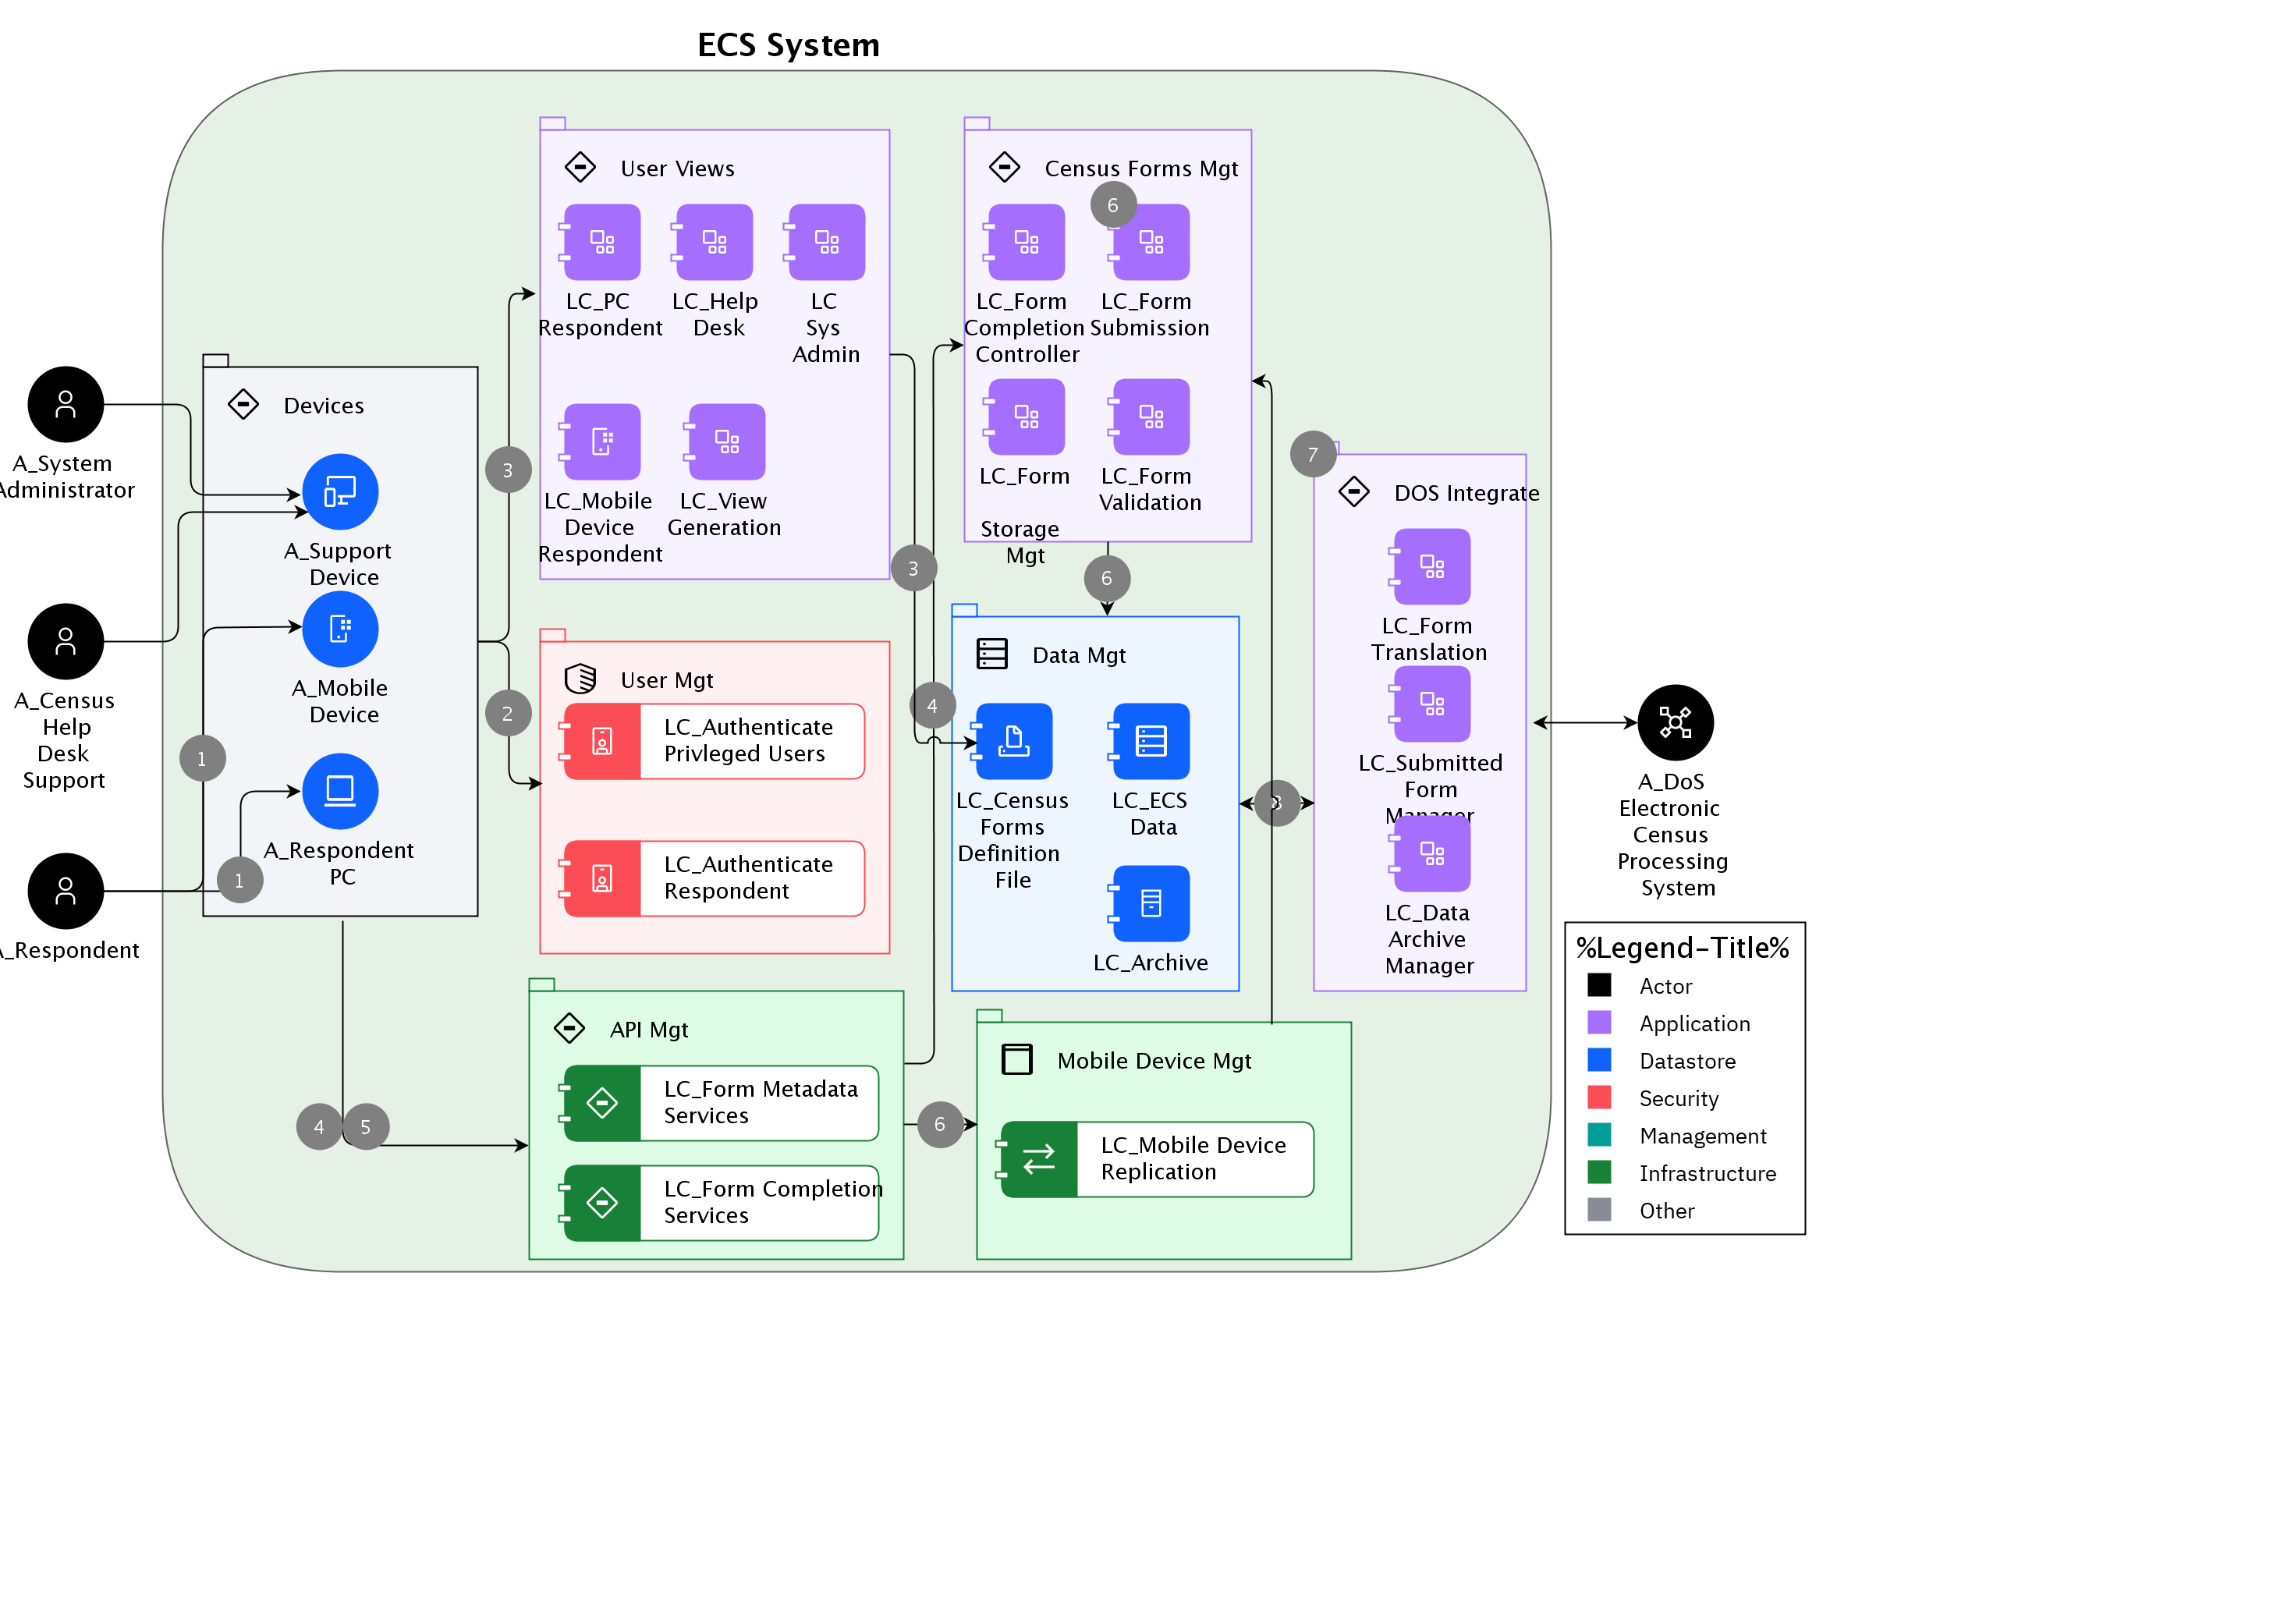 ECS System
A_System
Administrator
A_Census
Help
Desk
Support
A_Respondent
Devices
A_Support
Device
A_Mobile
Device
A_Respondent
PC
1
1
3
2
4
5
User Views
LC_PC
Respondent
LC_Help
Desk
LC
Sys
Admin
LC_Mobile
Device
Respondent
LC_View
Generation
User Mgt
LC_Authenticate
Privleged Users
LC_Authenticate
Respondent
API Mgt
LC_Form Metadata
Services
LC_Form Completion
Services
3
4
6
Census Forms Mgt
6
LC_Form
Completion
Controller
LC_Form
Submission
LC_Form
Storage
Mgt
LC_Form
Validation
6
Data Mgt
LC_Census
Forms
Definition
File
LC_ECS
Data
LC_Archive
Mobile Device Mgt
LC_Mobile Device
Replication
8
7
DOS Integrate
LC_Form
Translation
LC_Submitted
Form
Manager
LC_Data
Archive
Manager
A_DoS
Electronic
Census
Processing
System
%Legend-Title%
Actor
Application
Datastore
Security
Management
Infrastructure
Other